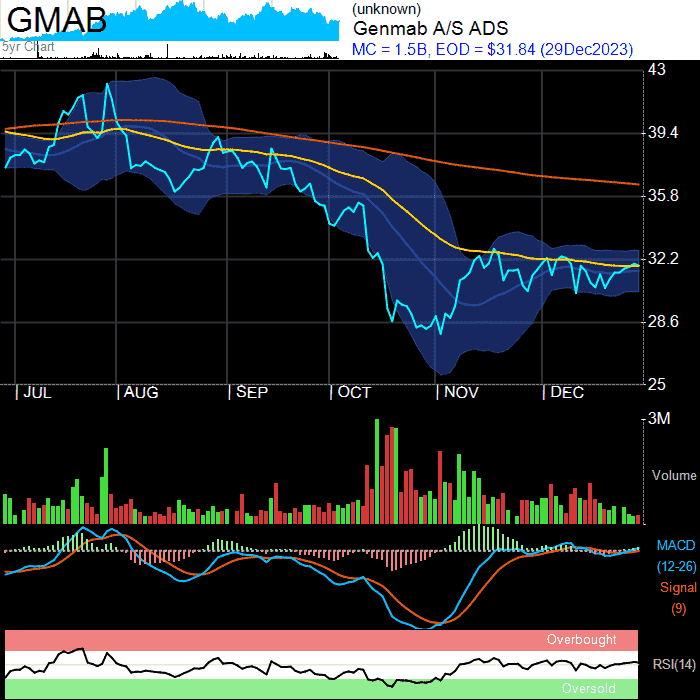 GMAB
5yr Chart
(unknown)
Genmab A/S ADS
MC = 1.5B, EOD = $31.84 (29Dec2023)
43
39.4
35.8
32.2
28.6
25
JUL AUG SEP OCT NOV DEC
3M
Volume
MACD
(12-26)
Signal
(9)
Overbought
RSI(14)
Oversold